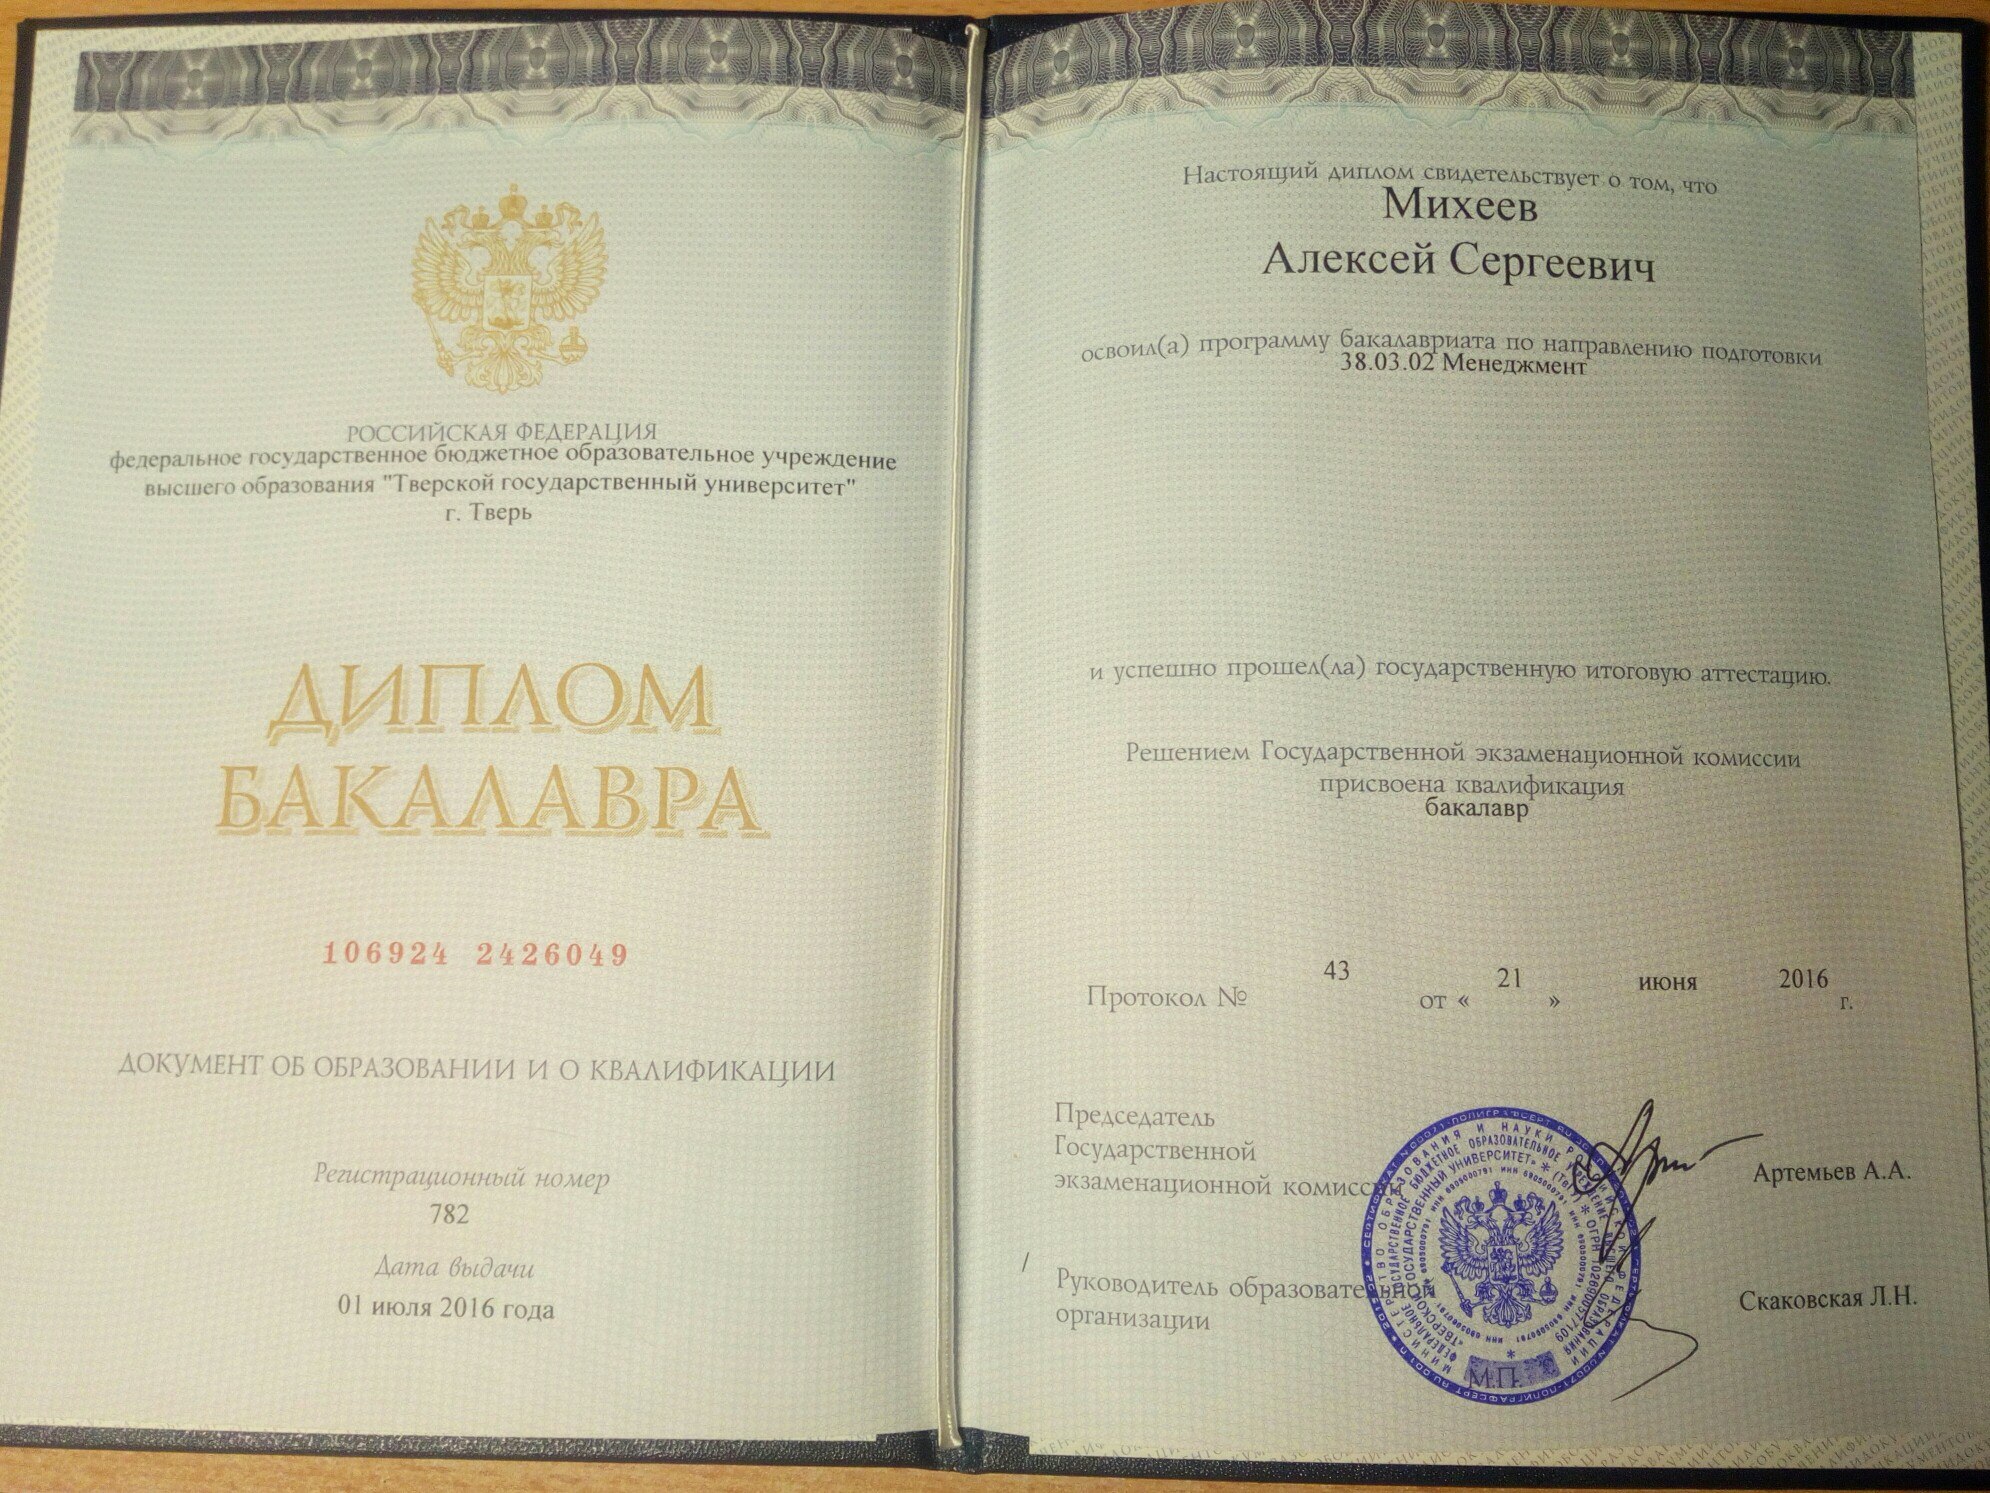 РОССИЙСКАЯ ФЕДЕРАЦИЯ
федеральное государственное бюджетное образовательное учреждение
высшего образования "Тверской государственный университет"
г. Тверь
ДИПЛОМ
БАКАЛАВРА
106924 2426049
ДОКУМЕНТ ОБ ОБРАЗОВАНИИ И О КВАЛИФИКАЦИИ
Регистрационный номер
782
Дата выдачи
01 июля 2016 года
Настоящий диплом свидетельствует о том, что
Михеев
Алексей Сергеевич
освоил(а) программу бакалавриата по направлению подготовки
38.03.02 Менеджмент
и успешно прошел(ла) государственную итоговую аттестацию.
Решением Государственной экзаменационной комиссии
присвоена квалификация
бакалавр
Протокол № 43 от « 21 » июня 2016 г.
Председатель
Государственной
экзаменационной комиссии
Артемьев А.А.
Руководитель образовательной
организации
Скаковская Л.Н.
М.П.